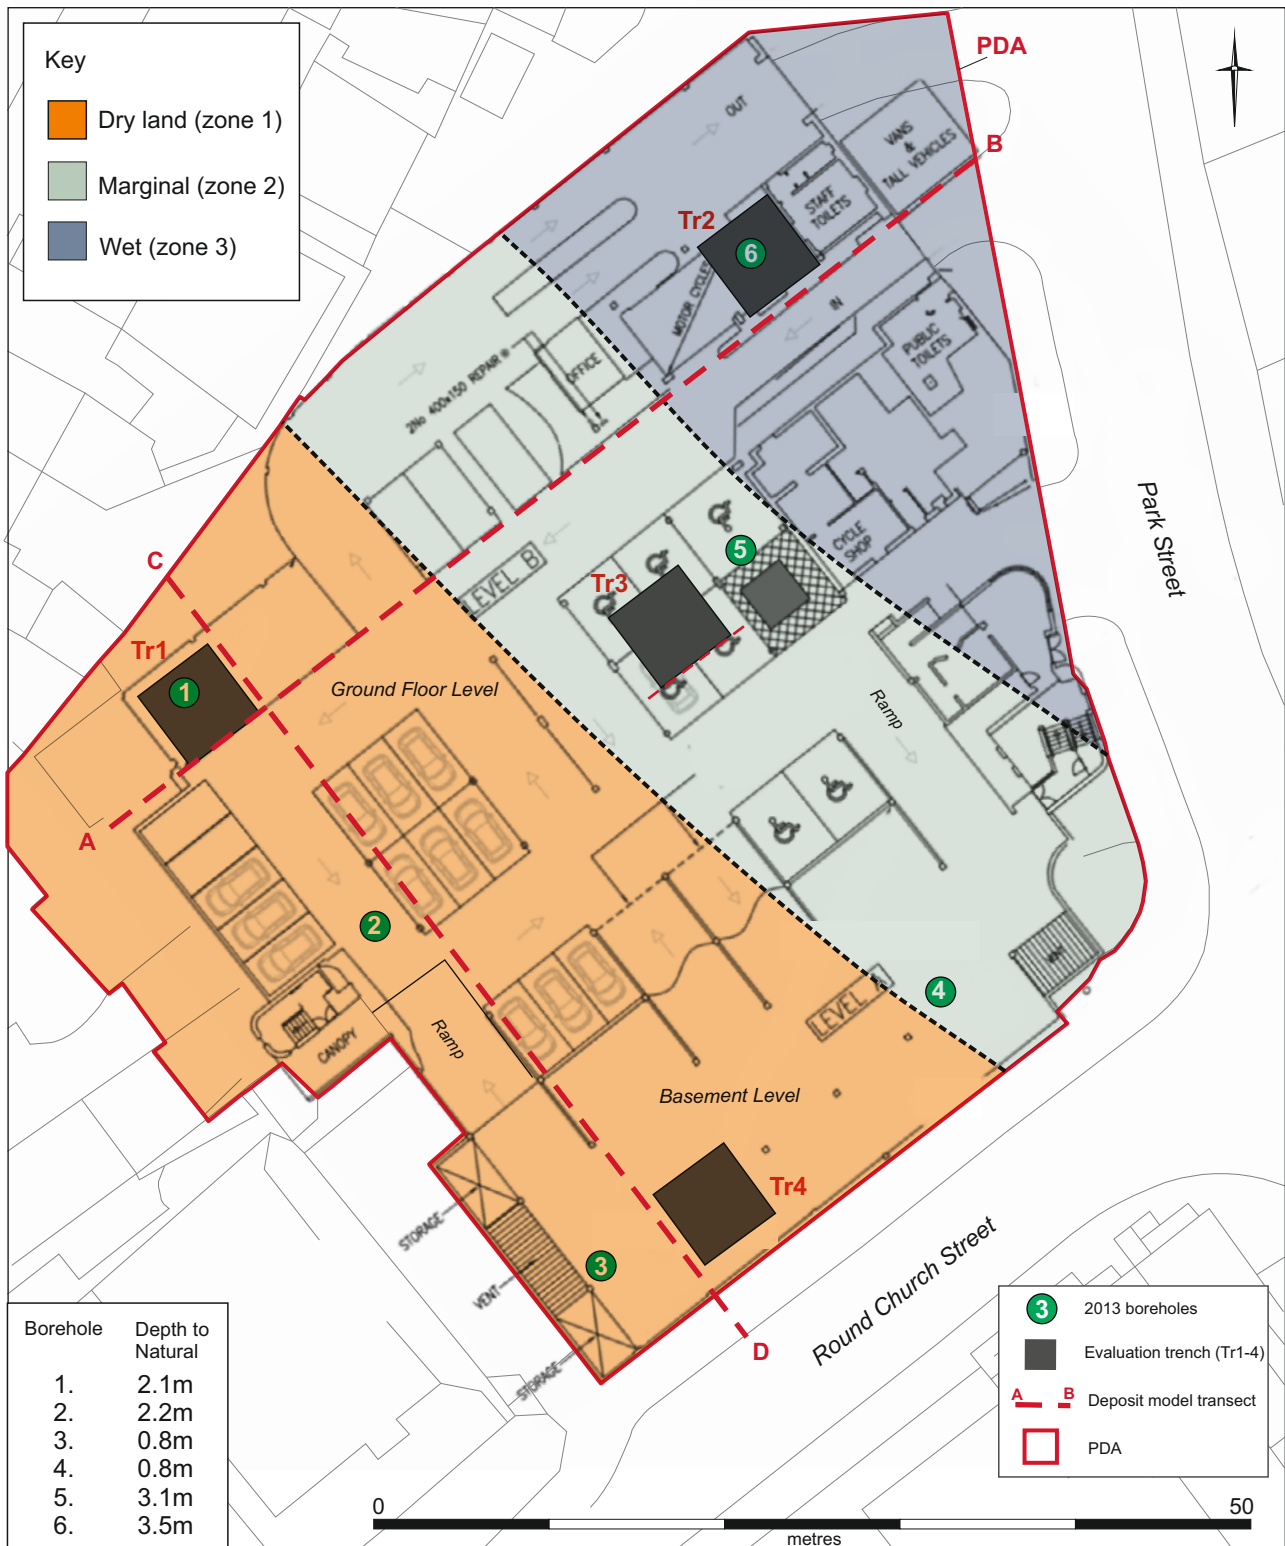 Key
Dry land (zone 1)
Marginal (zone 2)
Wet (zone 3)
PDA
B
OUT
VANS
&
TALL VEHICLES
STAFF
TOILETS
Tr2
6
MOTOR CYCLES
IN
PUBLIC
TOILETS
OFFICE
2No 400x150 REPAIR
Park Street
CYCLE
SHOP
5
LEVEL B
Tr3
C
Tr1
1
Ground Floor Level
Ramp
A
2
4
VENT
LEVEL A
CANOPY
Ramp
Basement Level
Tr4
STORAGE
VENT
3
STORAGE
D
Round Church Street
Borehole Depth to
Natural
1. 2.1m
2. 2.2m
3. 0.8m
4. 0.8m
5. 3.1m
6. 3.5m
3 2013 boreholes
Evaluation trench (Tr1-4)
A B Deposit model transect
PDA
0 50
metres